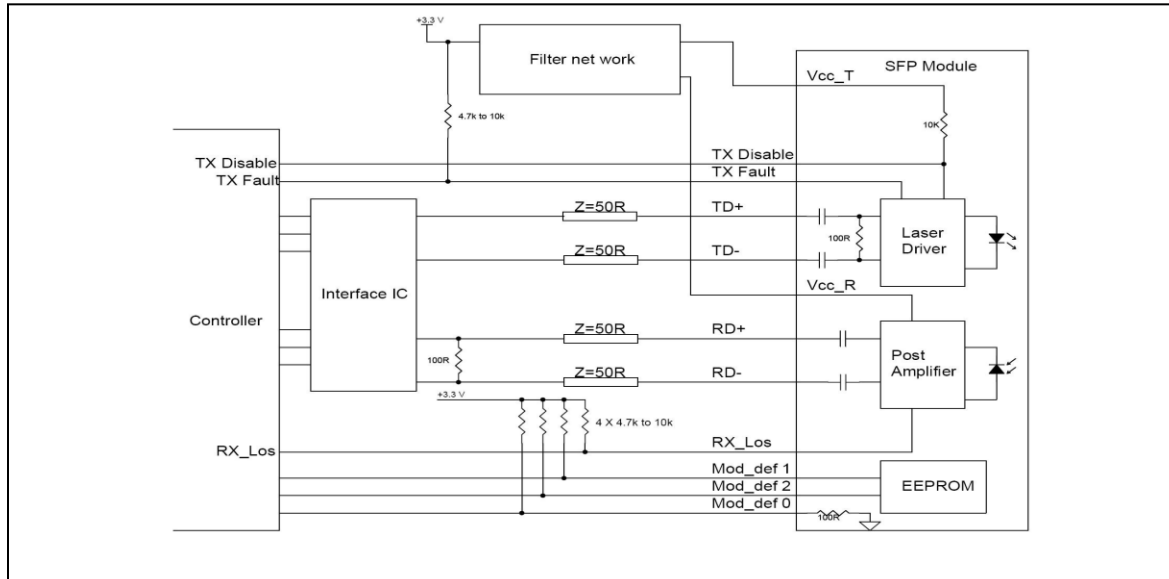 +3.3 V
Filter net work
SFP Module
Vcc_T
4.7k to 10k
10K
TX Disable
TX Disable
TX Fault
TX Fault
Z=50R
TD+
100R
Laser
Driver
Z=50R
TD-
Interface IC
Vcc_R
Controller
Z=50R
RD+
100R
Post
Amplifier
Z=50R
RD-
+3.3 V
4 X 4.7k to 10k
RX_Los
RX_Los
Mod_def 1
Mod_def 2
EEPROM
Mod_def 0
100R